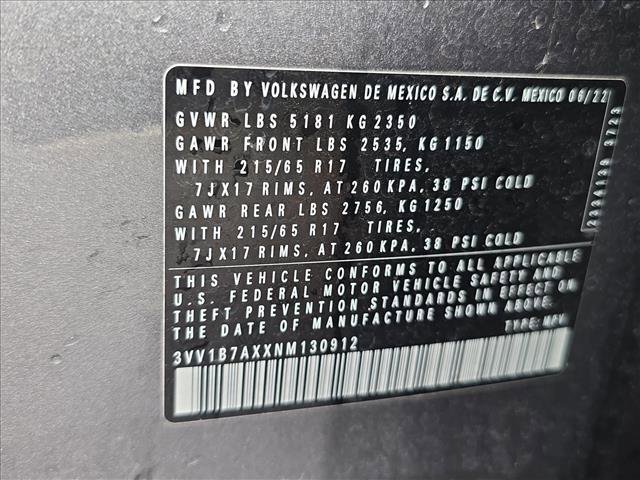 MFD BY VOLKSWAGEN DE MEXICO S.A. DE C.V. MEXICO 06/22
GVWR LBS 5181 KG 2350
GAWR FRONT LBS 2535, KG 1150
WITH 215/65 R17 TIRES,
7JX17 RIMS, AT 260 KPA, 38 PSI COLD
GAWR REAR LBS 2756, KG 1250
WITH 215/65 R17 TIRES,
7JX17 RIMS, AT 260 KPA, 38 PSI COLD
THIS VEHICLE CONFORMS TO ALL APPLICABLE
U.S. FEDERAL MOTOR VEHICLE SAFETY AND
THEFT PREVENTION STANDARDS IN EFFECT ON
THE DATE OF MANUFACTURE SHOWN ABOVE.
TYPE: MPV
3VV1B7AXXNM130912